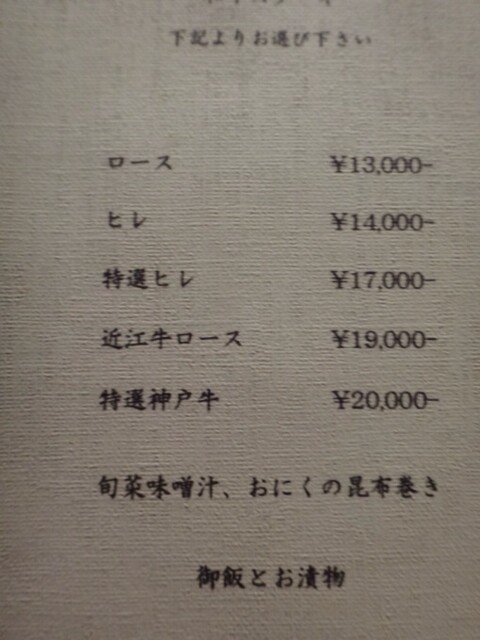 下記よりお選び下さい
ロース ¥13,000-
ヒレ ¥14,000-
特選ヒレ ¥17,000-
近江牛ロース ¥19,000-
特選神戸牛 ¥20,000-
旬菜味噌汁、おにくの昆布巻き
御飯とお漬物